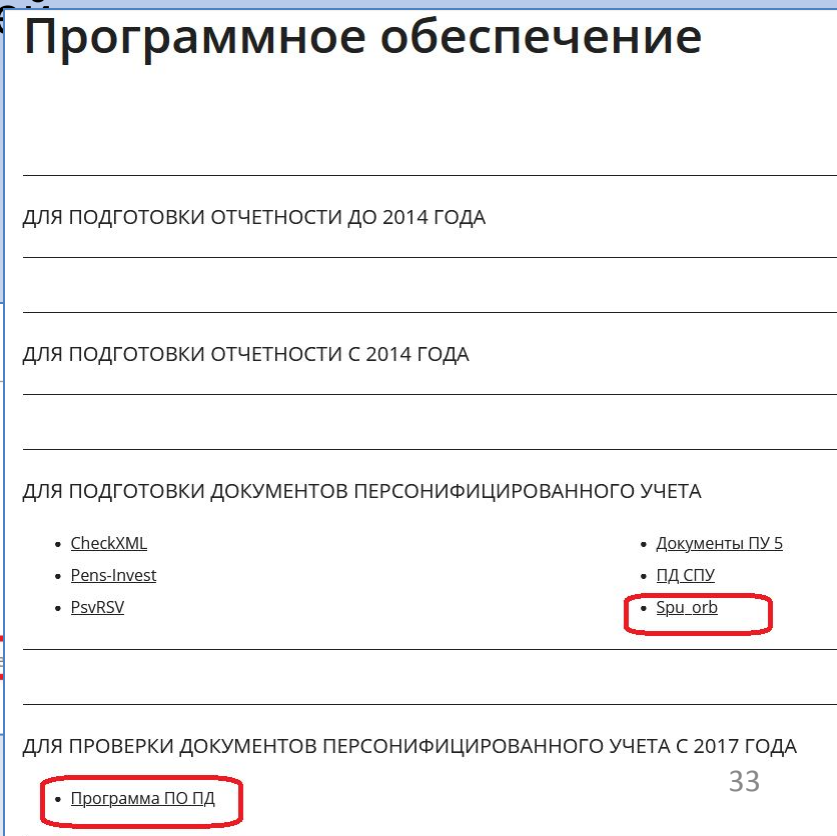 Программное обеспечение
ДЛЯ ПОДГОТОВКИ ОТЧЕТНОСТИ ДО 2014 ГОДА
ДЛЯ ПОДГОТОВКИ ОТЧЕТНОСТИ С 2014 ГОДА
ДЛЯ ПОДГОТОВКИ ДОКУМЕНТОВ ПЕРСОНИФИЦИРОВАННОГО УЧЕТА
CheckXML
Pens-Invest
PsvRSV
Документы ПУ 5
ПД СПУ
Spu_orb
ДЛЯ ПРОВЕРКИ ДОКУМЕНТОВ ПЕРСОНИФИЦИРОВАННОГО УЧЕТА С 2017 ГОДА
33
Программа ПО ПД